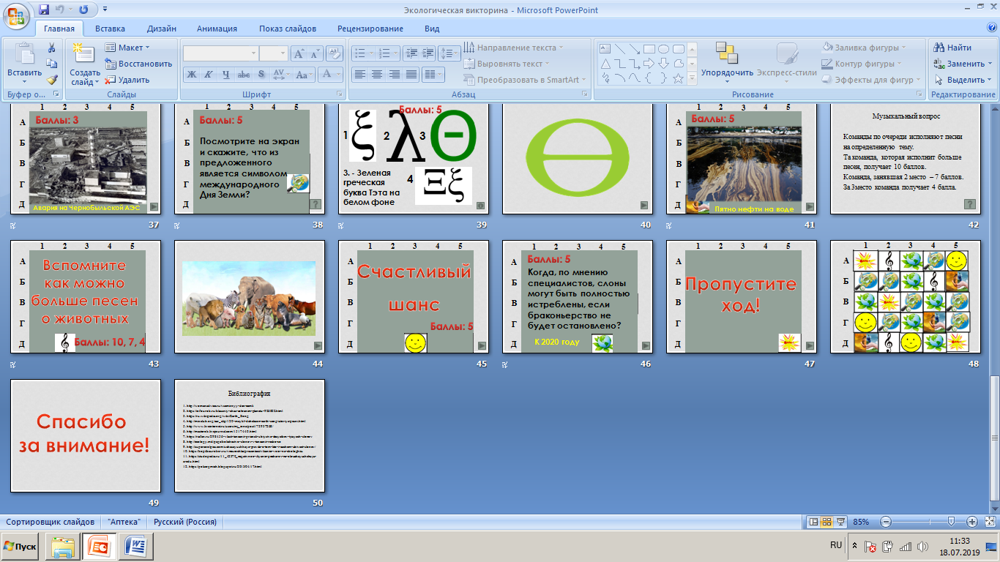 Экологическая викторина - Microsoft PowerPoint
Главная Вставка Дизайн Анимация Показ слайдов Рецензирование Вид
Вставить
Создать слайд
Макет
Восстановить
Удалить
Ж К Ч abc S AV Aa A
Направление текста
Выровнять текст
Преобразовать в SmartArt
Упорядочить
Экспресс-стили
Заливка фигуры
Контур фигуры
Эффекты для фигур
Найти
Заменить
Выделить
Буфер о... Слайды Шрифт Абзац Рисование Редактирование
1 2 3 4 5
А
Б
В
Г
Д
Баллы: 3
Авария на Чернобыльской АЭС
37
1 2 3 4 5
А
Б
В
Г
Д
Баллы: 5
Посмотрите на экран
и скажите, что из
предложенного
является символом
международного
Дня Земли?
38
Баллы: 5
1 ξ 2 λ 3 Θ
3. - Зеленая
греческая
буква Тэта на
белом фоне
4 Ξξ
39
40
1 2 3 4 5
А
Б
В
Г
Д
Баллы: 5
Пятно нефти на воде
41
Музыкальный вопрос
Команды по очереди исполняют песни
на определенную тему.
Та команда, которая исполнит больше
песен, получает 10 баллов.
Команда, занявшая 2 место – 7 баллов.
За 3место команда получает 4 балла.
42
1 2 3 4 5
А
Б
В
Г
Д
Вспомните
как можно
больше песен
о животных
Баллы: 10, 7, 4
43
44
1 2 3 4 5
А
Б
В
Г
Д
Счастливый
шанс
Баллы: 5
45
1 2 3 4 5
А
Б
В
Г
Д
Баллы: 5
Когда, по мнению
специалистов, слоны
могут быть полностью
истреблены, если
браконьерство не
будет остановлено?
К 2020 году
46
1 2 3 4 5
А
Б
В
Г
Д
Пропустите
ход!
47
1 2 3 4 5
А
Б
В
Г
Д
48
Спасибо
за внимание!
49
Библиография
50
Сортировщик слайдов "Аптека" Русский (Россия) 85%
Пуск RU 11:33
18.07.2019